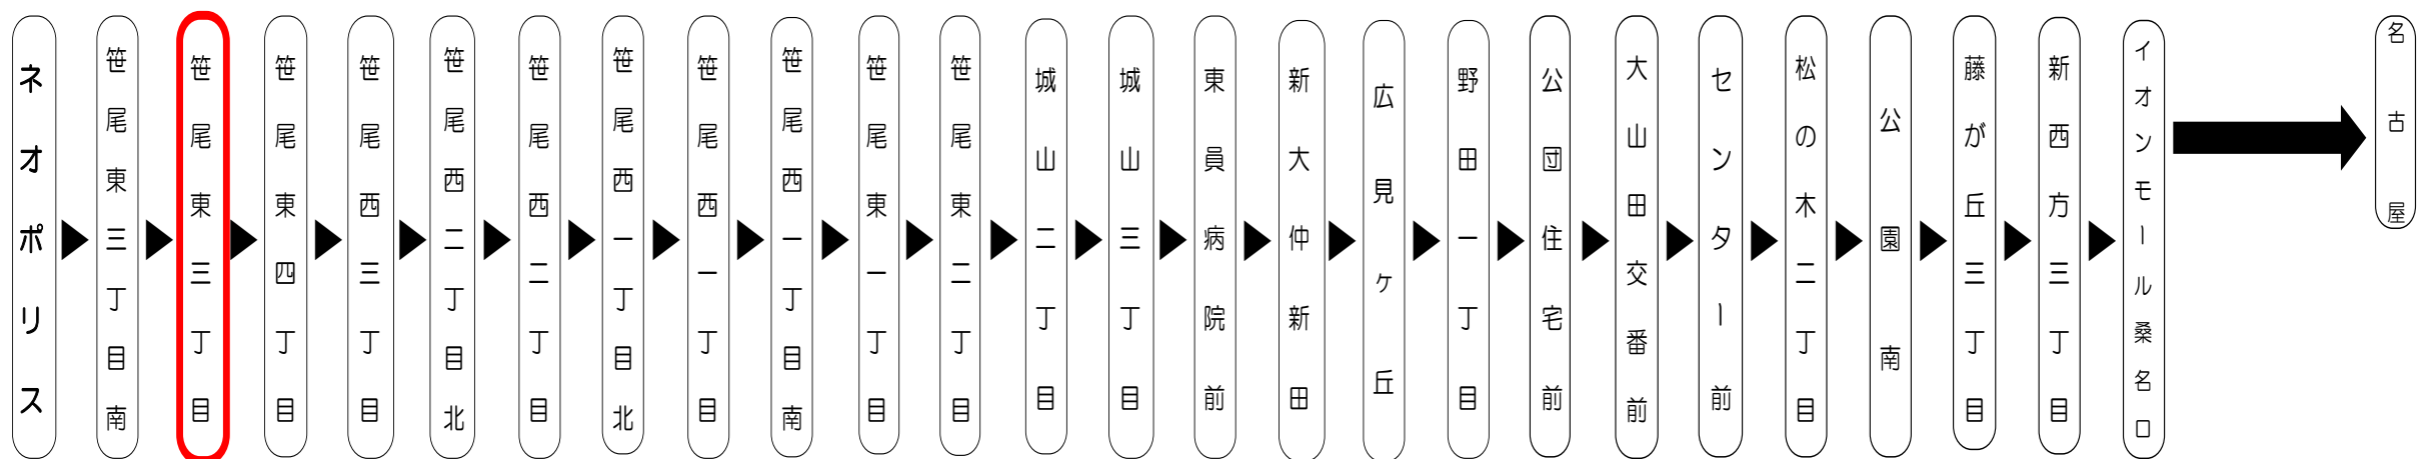 ネオポリス
笹尾東三丁目南
笹尾東三丁目
笹尾東四丁目
笹尾西三丁目
笹尾西二丁目北
笹尾西二丁目
笹尾西一丁目北
笹尾西一丁目
笹尾西一丁目南
笹尾東一丁目
笹尾東二丁目
城山二丁目
城山三丁目
東員病院前
新大仲新田
広見ヶ丘
野田一丁目
公団住宅前
大山田交番前
センター前
松の木二丁目
公園南
藤が丘三丁目
新西方三丁目
イオンモール桑名口
名古屋